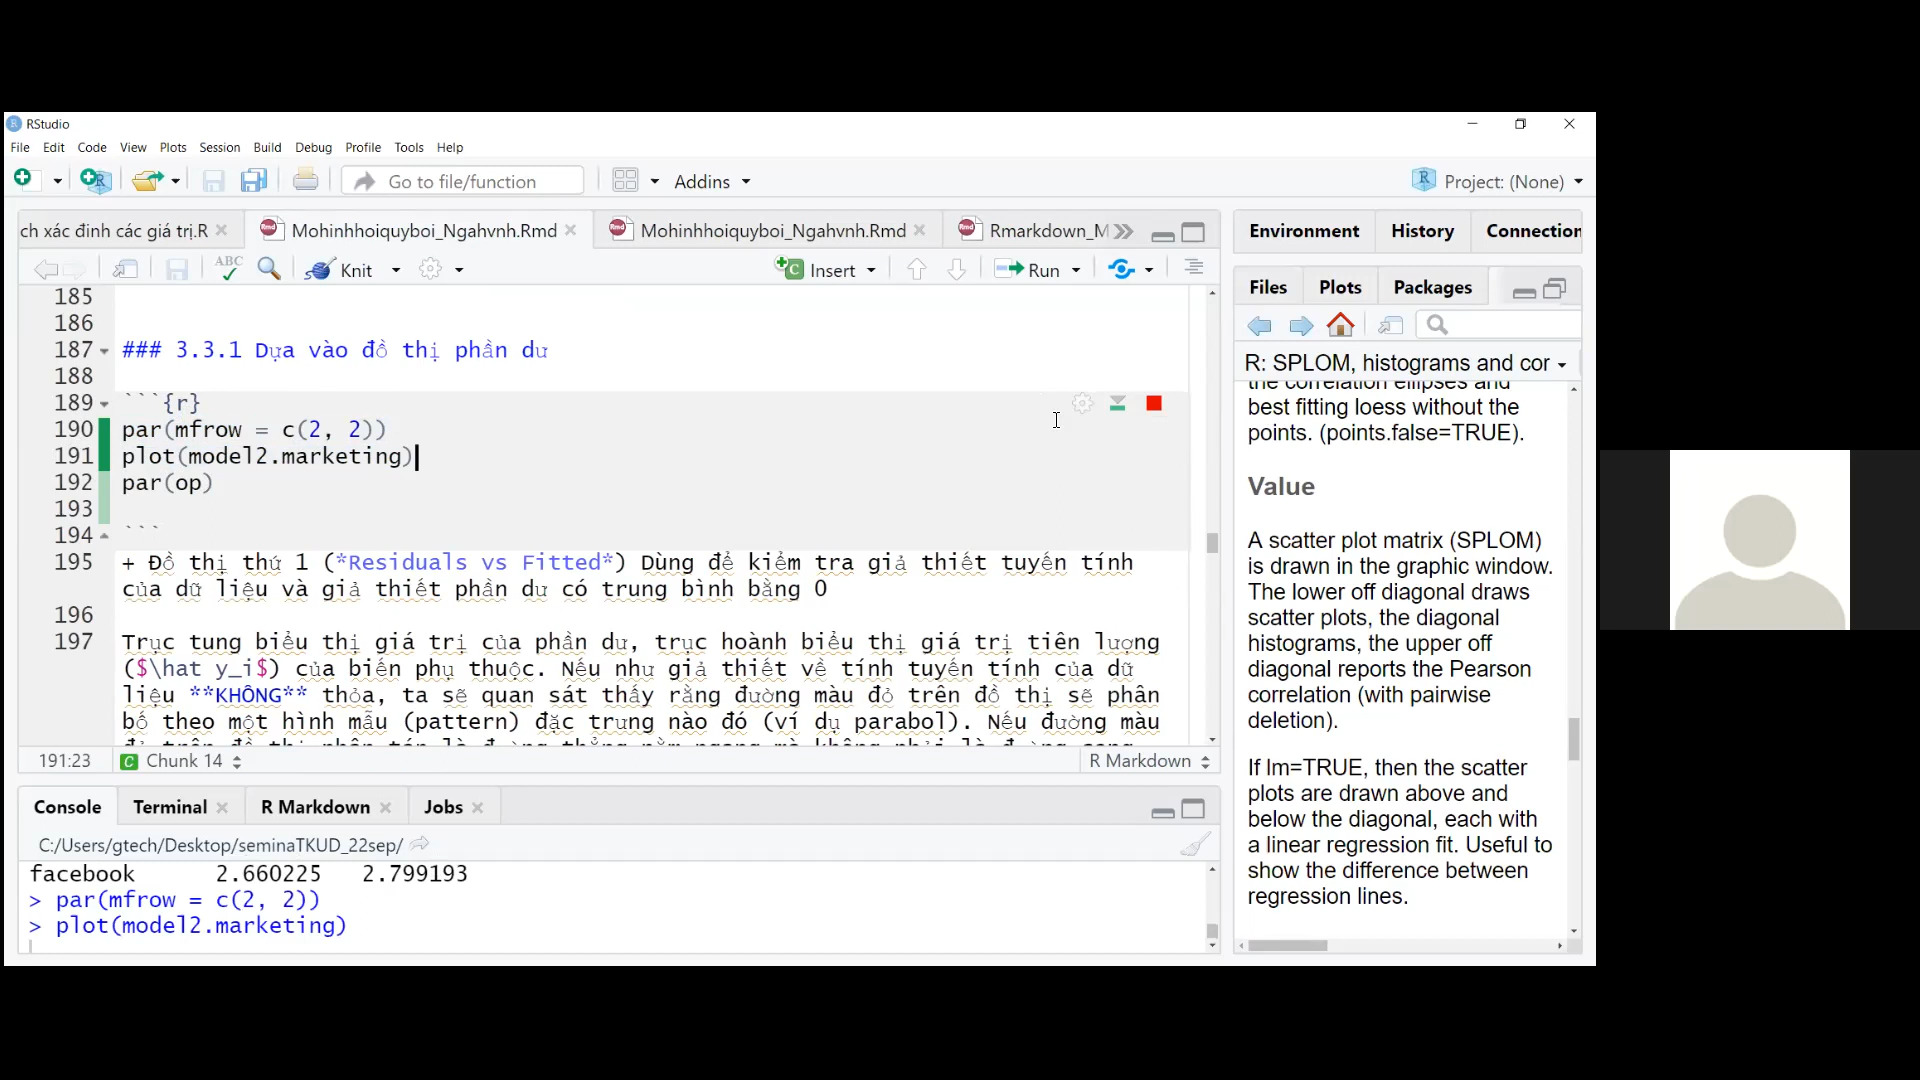 RStudio
File Edit Code View Plots Session Build Debug Profile Tools Help
Go to file/function Addins Project: (None)
ch xác đinh các giá trị.R Mohinhhoiquyboi_Ngahvnh.Rmd Mohinhhoiquyboi_Ngahvnh.Rmd Rmarkdown_M
ABC Knit Insert Run
185
186
187 ### 3.3.1 Dựa vào đồ thị phần dư
188
189 ```{r}
190 par(mfrow = c(2, 2))
191 plot(model2.marketing)
192 par(op)
193
194 ```
195 + Đồ thị thứ 1 (*Residuals vs Fitted*) Dùng để kiểm tra giả thiết tuyến tính
của dữ liệu và giả thiết phần dư có trung bình bằng 0
196
197 Trục tung biểu thị giá trị của phần dư, trục hoành biểu thị giá trị tiên lượng
($\hat y_i$) của biến phụ thuộc. Nếu như giả thiết về tính tuyến tính của dữ
liệu **KHÔNG** thỏa, ta sẽ quan sát thấy rằng đường màu đỏ trên đồ thị sẽ phân
bố theo một hình mẫu (pattern) đặc trưng nào đó (ví dụ parabol). Nếu đường màu
191:23 Chunk 14 R Markdown
Console Terminal R Markdown Jobs
C:/Users/gtech/Desktop/seminaTKUD_22sep/
facebook 2.660225 2.799193
> par(mfrow = c(2, 2))
> plot(model2.marketing)
Environment History Connection
Files Plots Packages
R: SPLOM, histograms and cor
the correlation ellipses and
best fitting loess without the
points. (points.false=TRUE).
Value
A scatter plot matrix (SPLOM)
is drawn in the graphic window.
The lower off diagonal draws
scatter plots, the diagonal
histograms, the upper off
diagonal reports the Pearson
correlation (with pairwise
deletion).
If lm=TRUE, then the scatter
plots are drawn above and
below the diagonal, each with
a linear regression fit. Useful to
show the difference between
regression lines.